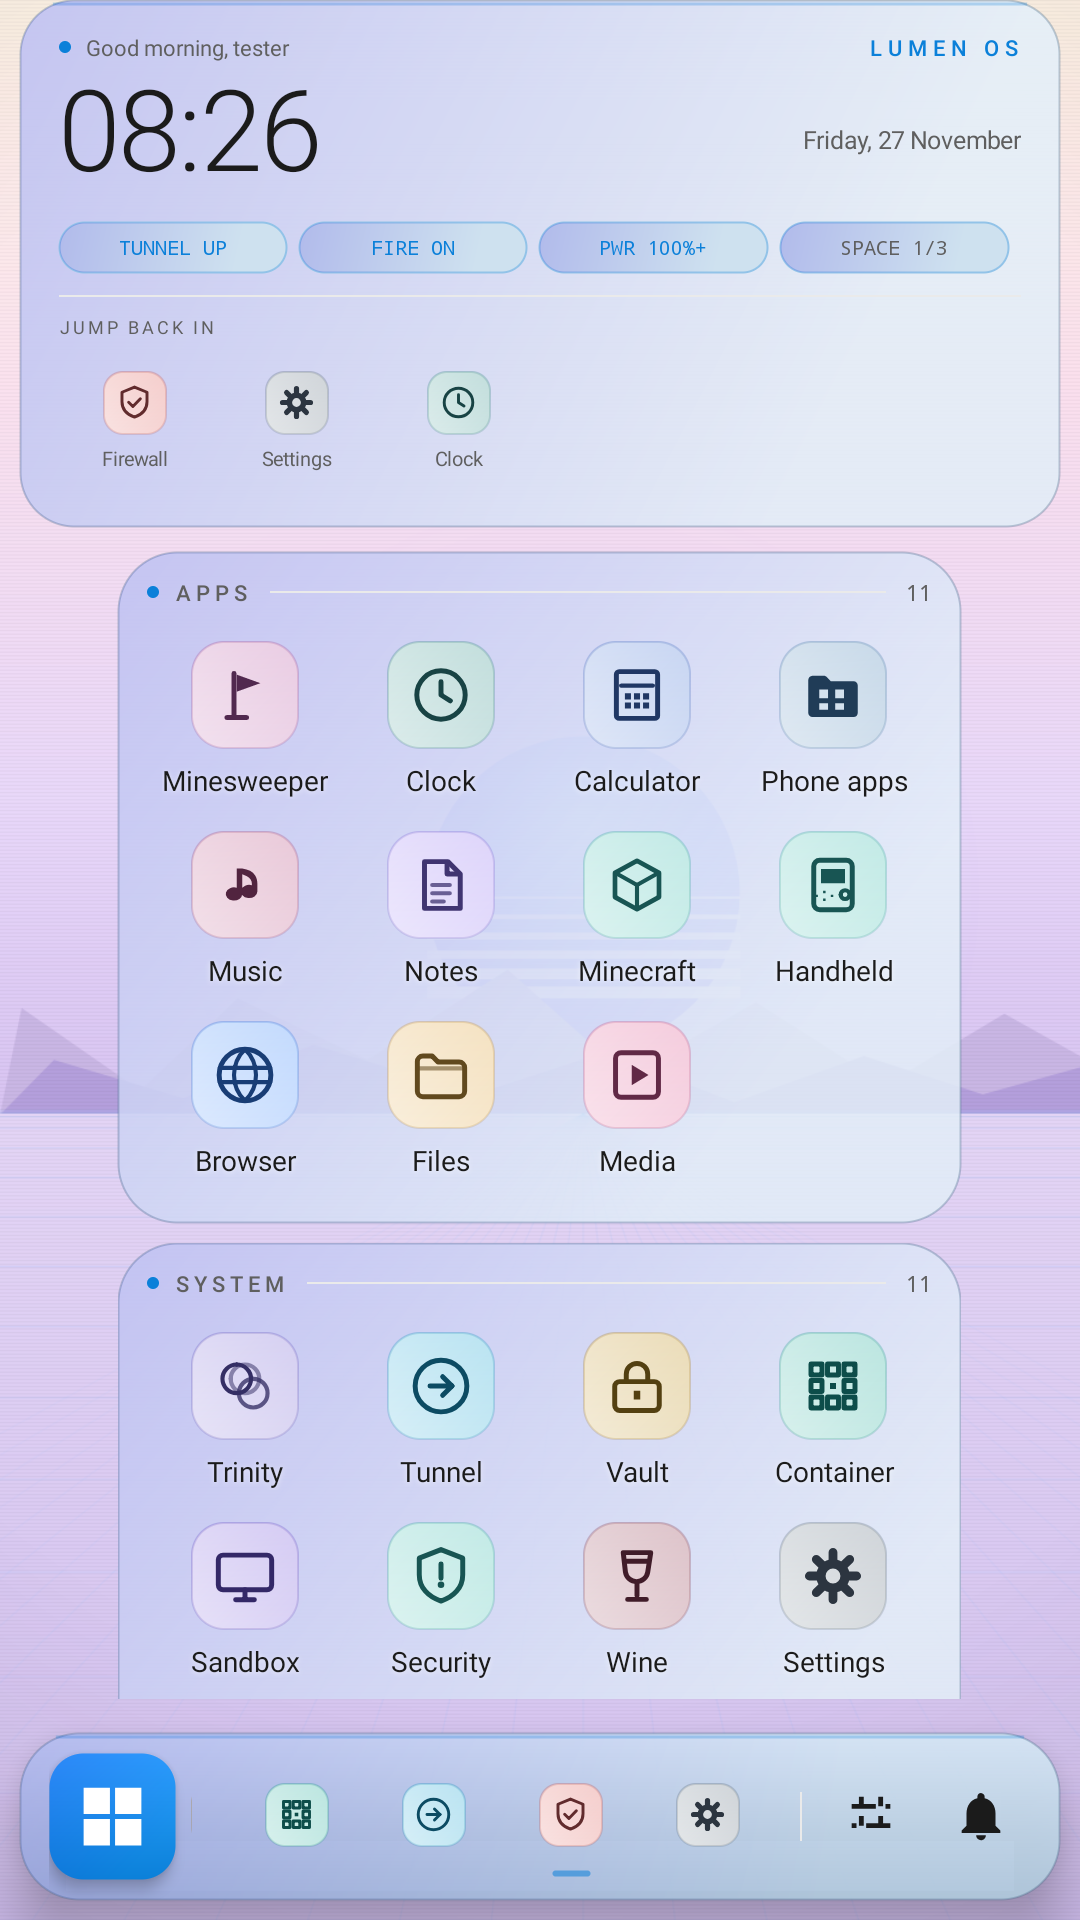 Good morning, tester
LUMEN OS
08:26
Friday, 27 November
TUNNEL UP
FIRE ON
PWR 100%+
SPACE 1/3
JUMP BACK IN
Firewall
Settings
Clock
APPS
11
Minesweeper
Clock
Calculator
Phone apps
Music
Notes
Minecraft
Handheld
Browser
Files
Media
SYSTEM
11
Trinity
Tunnel
Vault
Container
Sandbox
Security
Wine
Settings